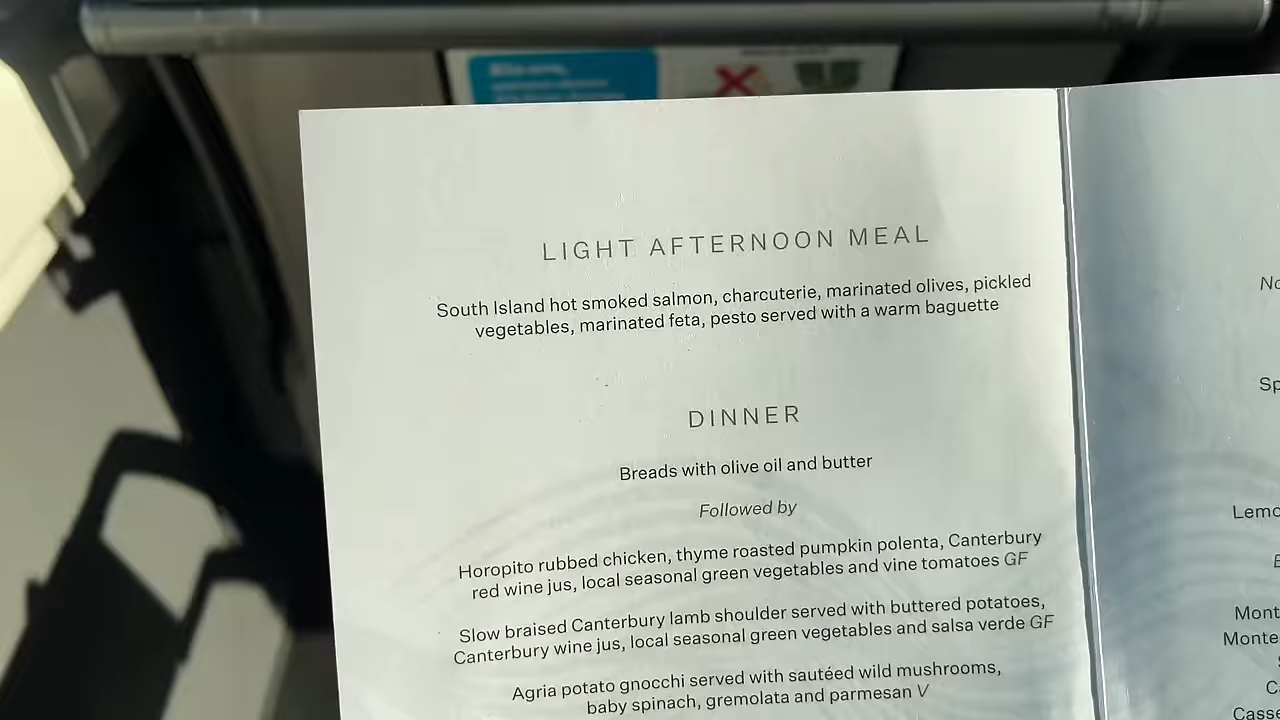 LIGHT AFTERNOON MEAL
South Island hot smoked salmon, charcuterie, marinated olives, pickled
vegetables, marinated feta, pesto served with a warm baguette
DINNER
Breads with olive oil and butter
Followed by
Horopito rubbed chicken, thyme roasted pumpkin polenta, Canterbury
red wine jus, local seasonal green vegetables and vine tomatoes GF
Slow braised Canterbury lamb shoulder served with buttered potatoes,
Canterbury wine jus, local seasonal green vegetables and salsa verde GF
Agria potato gnocchi served with sautéed wild mushrooms,
baby spinach, gremolata and parmesan V